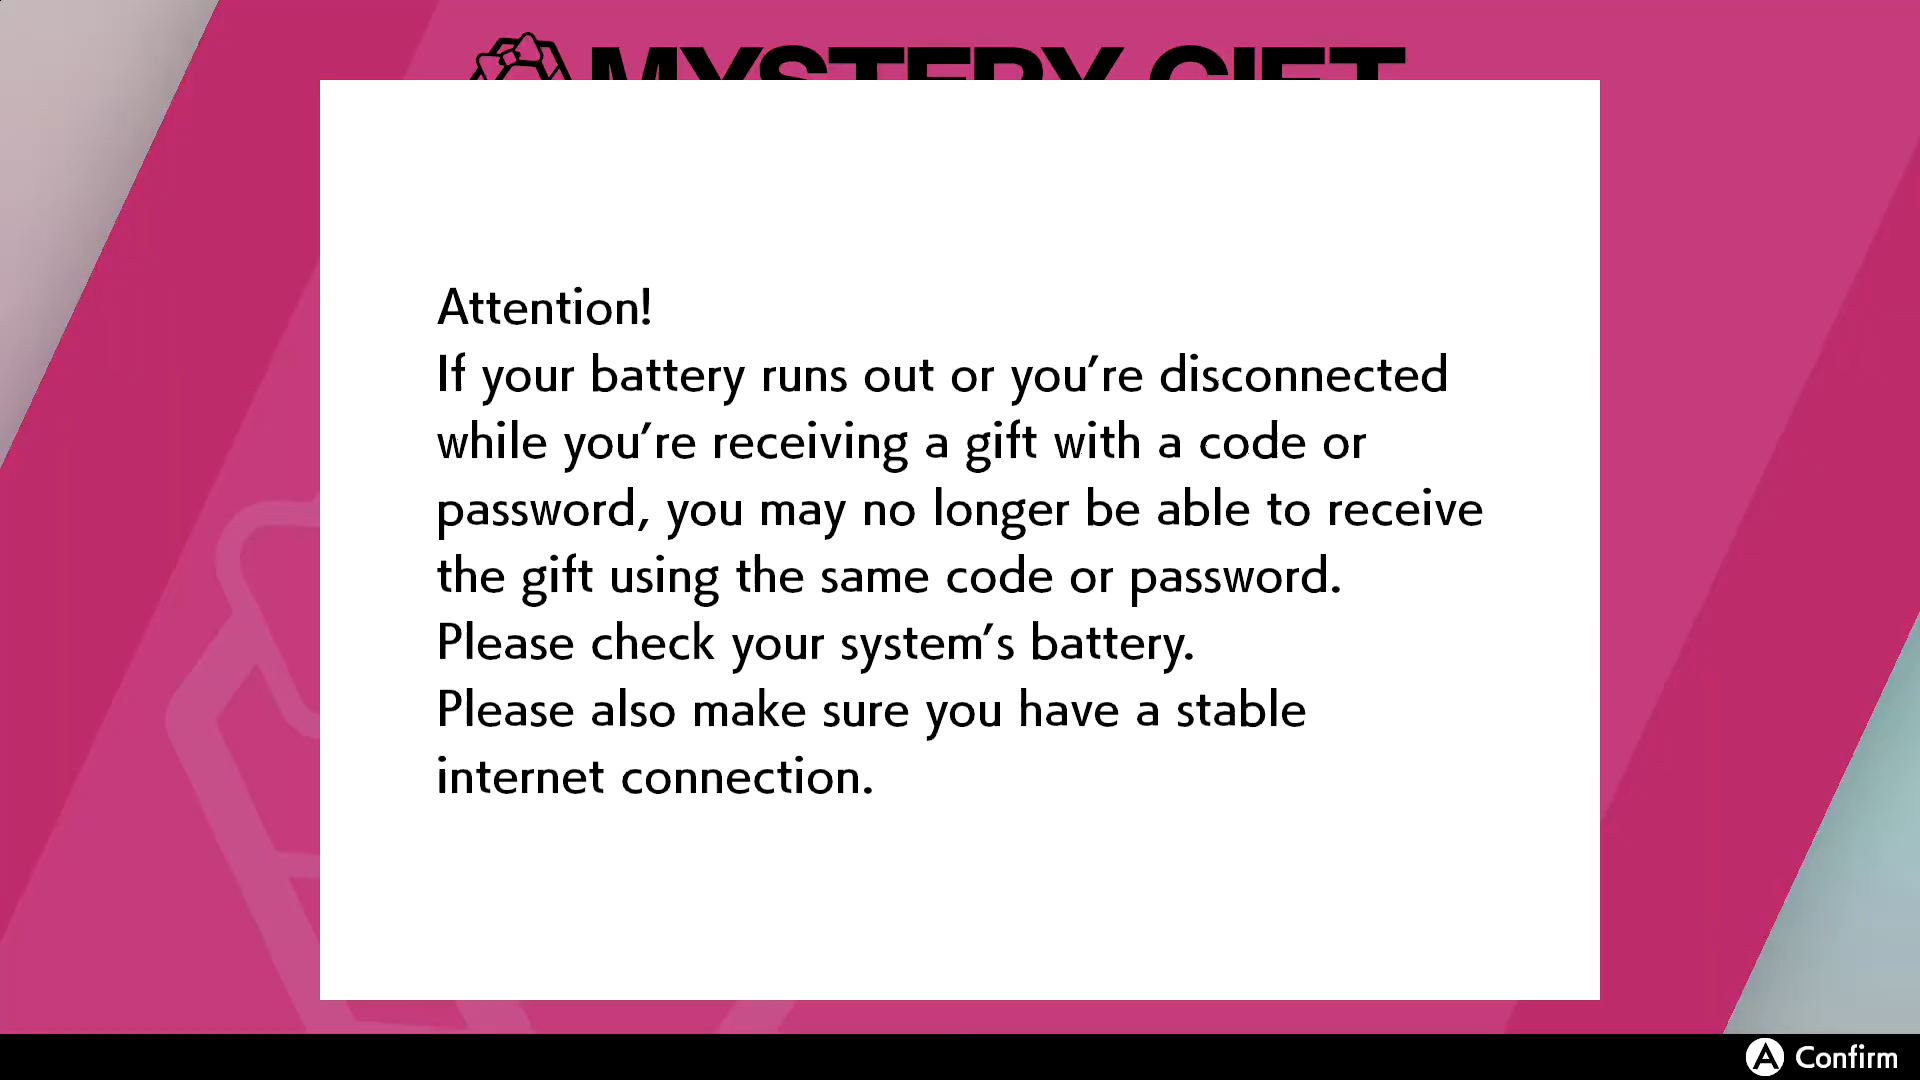 MYSTERY GIFT
Attention!
If your battery runs out or you’re disconnected
while you’re receiving a gift with a code or
password, you may no longer be able to receive
the gift using the same code or password.
Please check your system’s battery.
Please also make sure you have a stable
internet connection.
A Confirm